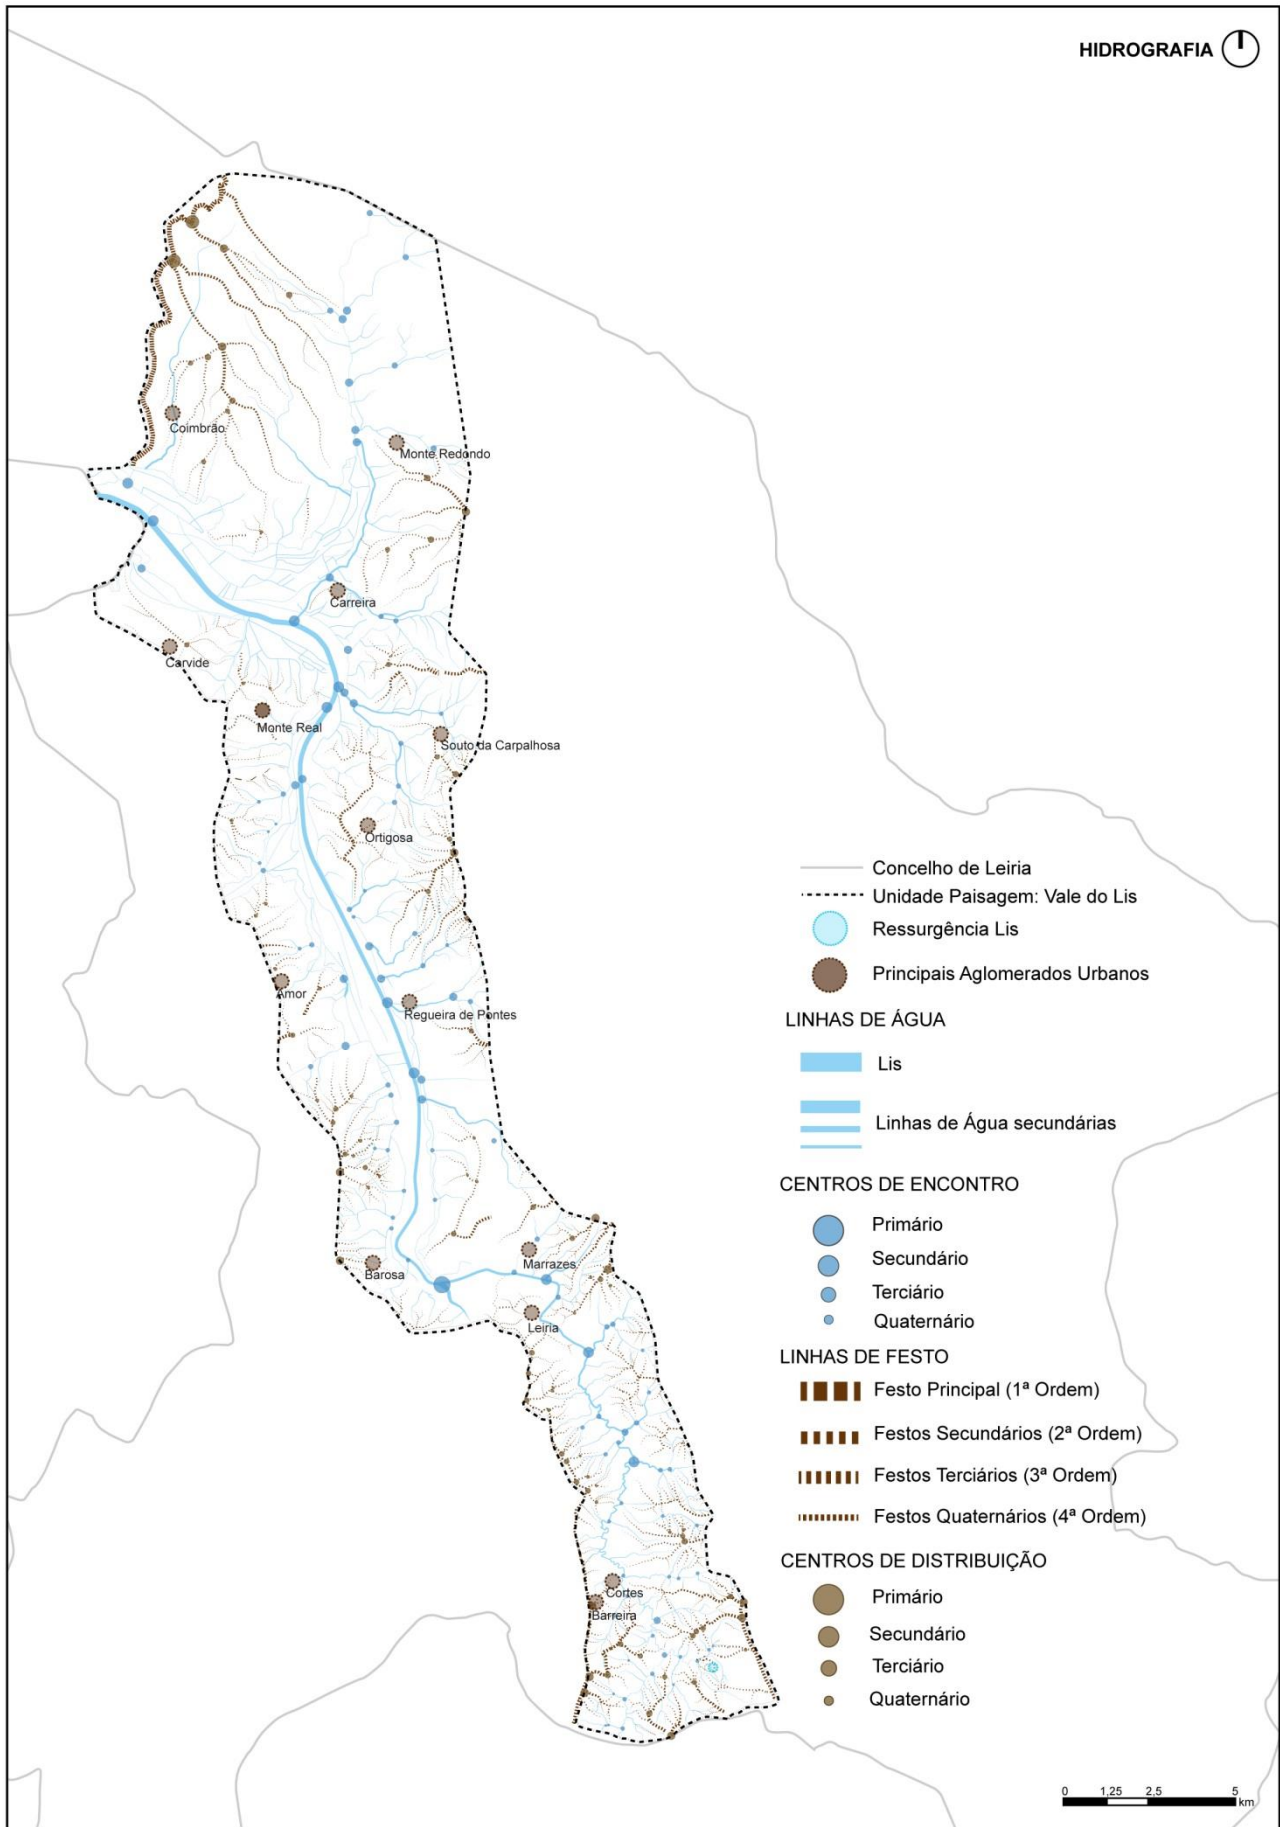 HIDROGRAFIA
Coimbrão
Monte Redondo
Carreira
Carvide
Monte Real
Souto da Carpalhosa
Ortigosa
Amor
Regueira de Pontes
Marrazes
Barosa
Leiria
Cortes
Barreira
Concelho de Leiria
Unidade Paisagem: Vale do Lis
Ressurgência Lis
Principais Aglomerados Urbanos
LINHAS DE ÁGUA
Lis
Linhas de Água secundárias
CENTROS DE ENCONTRO
Primário
Secundário
Terciário
Quaternário
LINHAS DE FESTO
Festo Principal (1ª Ordem)
Festos Secundários (2ª Ordem)
Festos Terciários (3ª Ordem)
Festos Quaternários (4ª Ordem)
CENTROS DE DISTRIBUIÇÃO
Primário
Secundário
Terciário
Quaternário
0 1,25 2,5 5
km